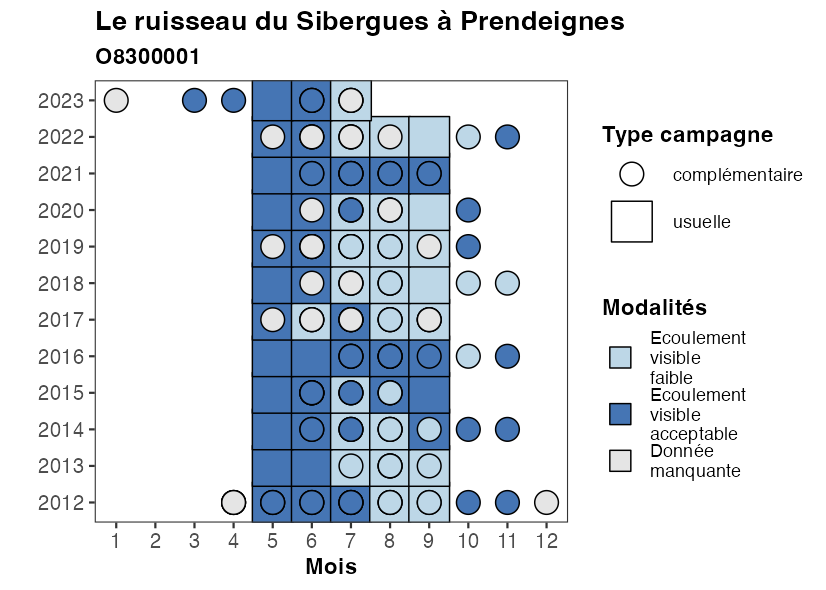 Le ruisseau du Sibergues à Prendeignes
O8300001
2023
2022
2021
2020
2019
2018
2017
2016
2015
2014
2013
2012
1 2 3 4 5 6 7 8 9 10 11 12
Mois
Type campagne
complémentaire
usuelle
Modalités
Ecoulement
visible
faible
Ecoulement
visible
acceptable
Donnée
manquante